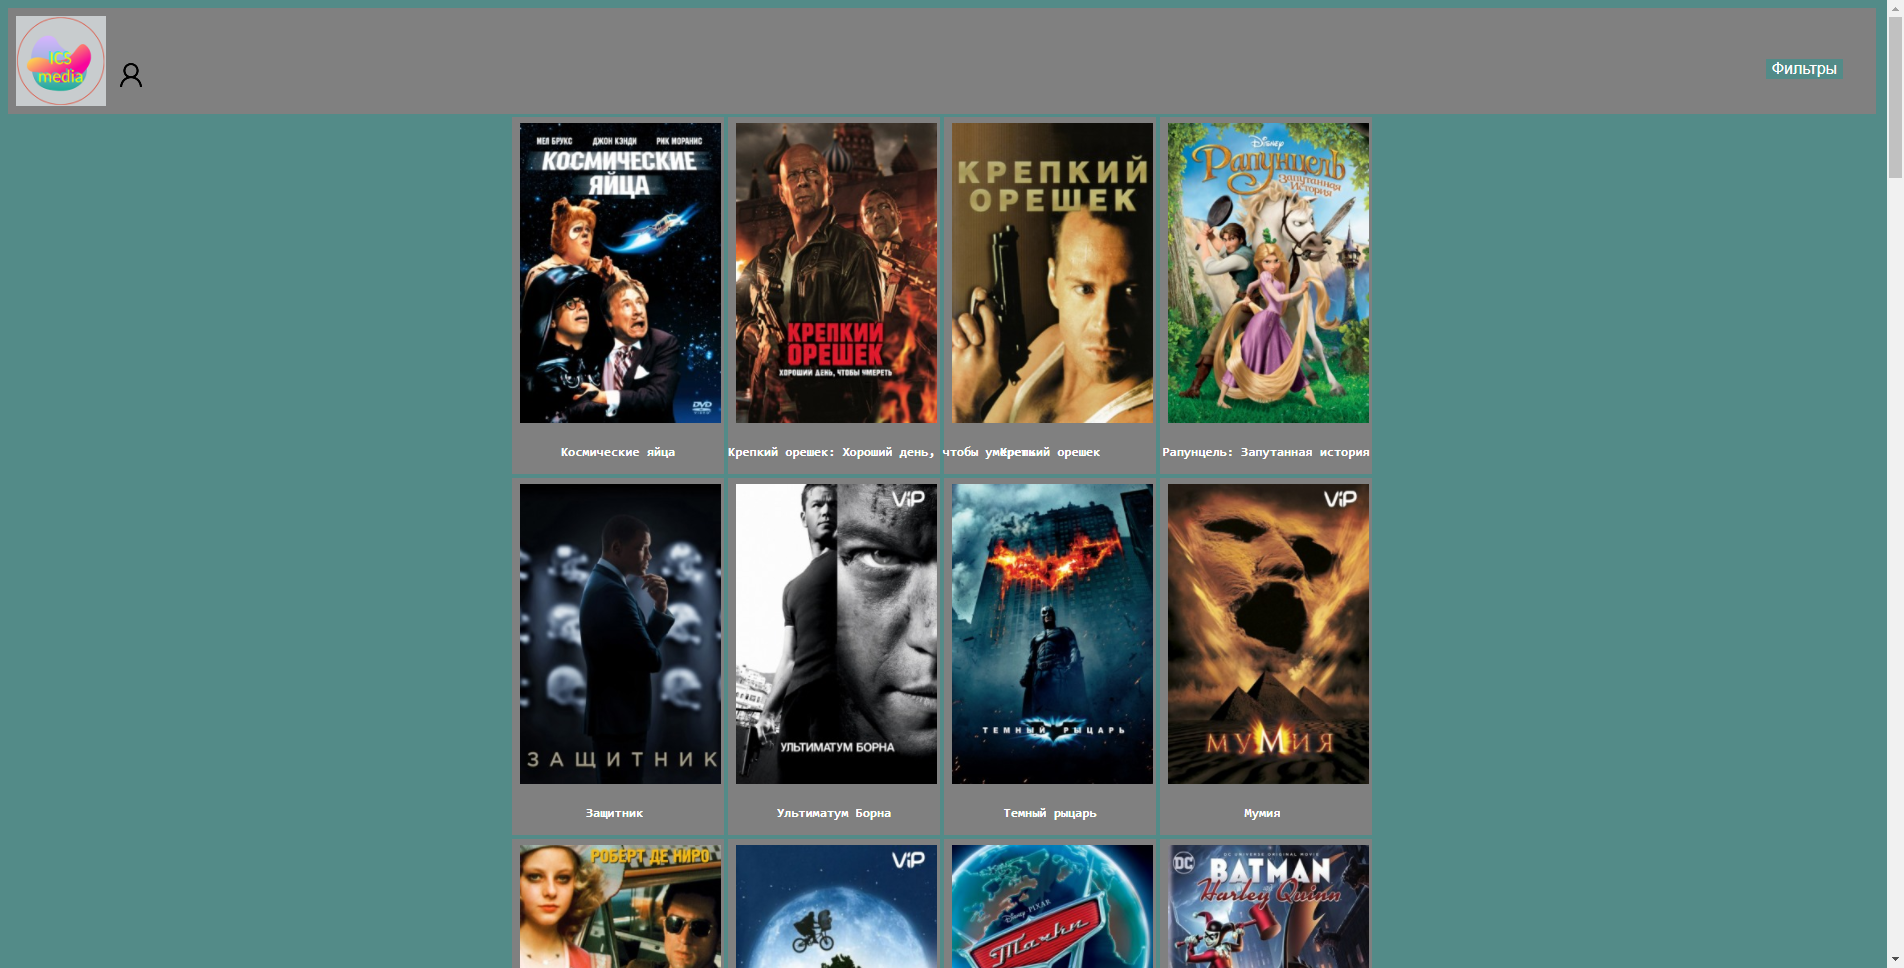 ICS
media
Фильтры
МЕЛ БРУКС ДЖОН КЭНДИ РИК МОРАНИС
КОСМИЧЕСКИЕ
ЯЙЦА
DVD
VIDEO
КРЕПКИЙ
ОРЕШЕК
ХОРОШИЙ ДЕНЬ, ЧТОБЫ УМЕРЕТЬ
КРЕПКИЙ
ОРЕШЕК
Disney
Рапунцель
Запутанная
История
Космические яйца
Крепкий орешек: Хороший день, чтобы умереть
Крепкий орешек
Рапунцель: Запутанная история
ЗАЩИТНИК
ViP
УЛЬТИМАТУМ БОРНА
ТЕМНЫЙ РЫЦАРЬ
ViP
МУМИЯ
Защитник
Ультиматум Борна
Темный рыцарь
Мумия
РОБЕРТ ДЕ НИРО
ViP
Disney PIXAR
Тачки
DC
DC UNIVERSE ORIGINAL MOVIE
BATMAN
and
Harley Quinn